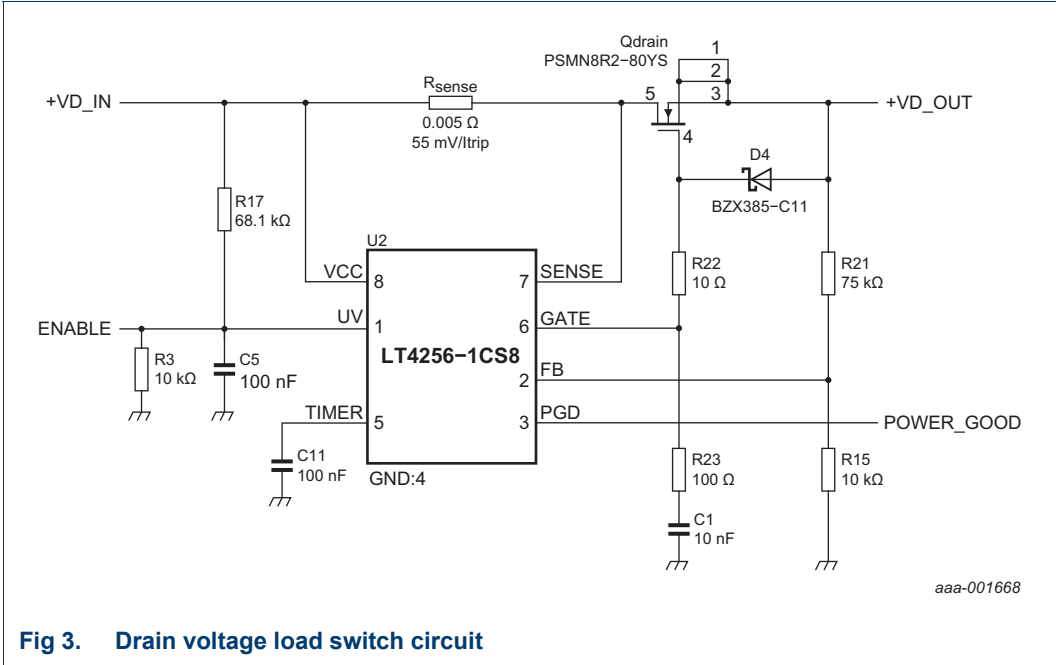 Qdrain
PSMN8R2−80YS
1
2
3
Rsense
+VD_IN
5
+VD_OUT
0.005 Ω
55 mV/Itrip
4
D4
BZX385−C11
R17
68.1 kΩ
U2
VCC
8
7
SENSE
R22
10 Ω
R21
75 kΩ
ENABLE
UV
1
6
GATE
LT4256−1CS8
R3
10 kΩ
C5
100 nF
2
FB
TIMER
5
3
PGD
POWER_GOOD
C11
100 nF
GND:4
R23
100 Ω
R15
10 kΩ
C1
10 nF
aaa-001668
Fig 3. Drain voltage load switch circuit